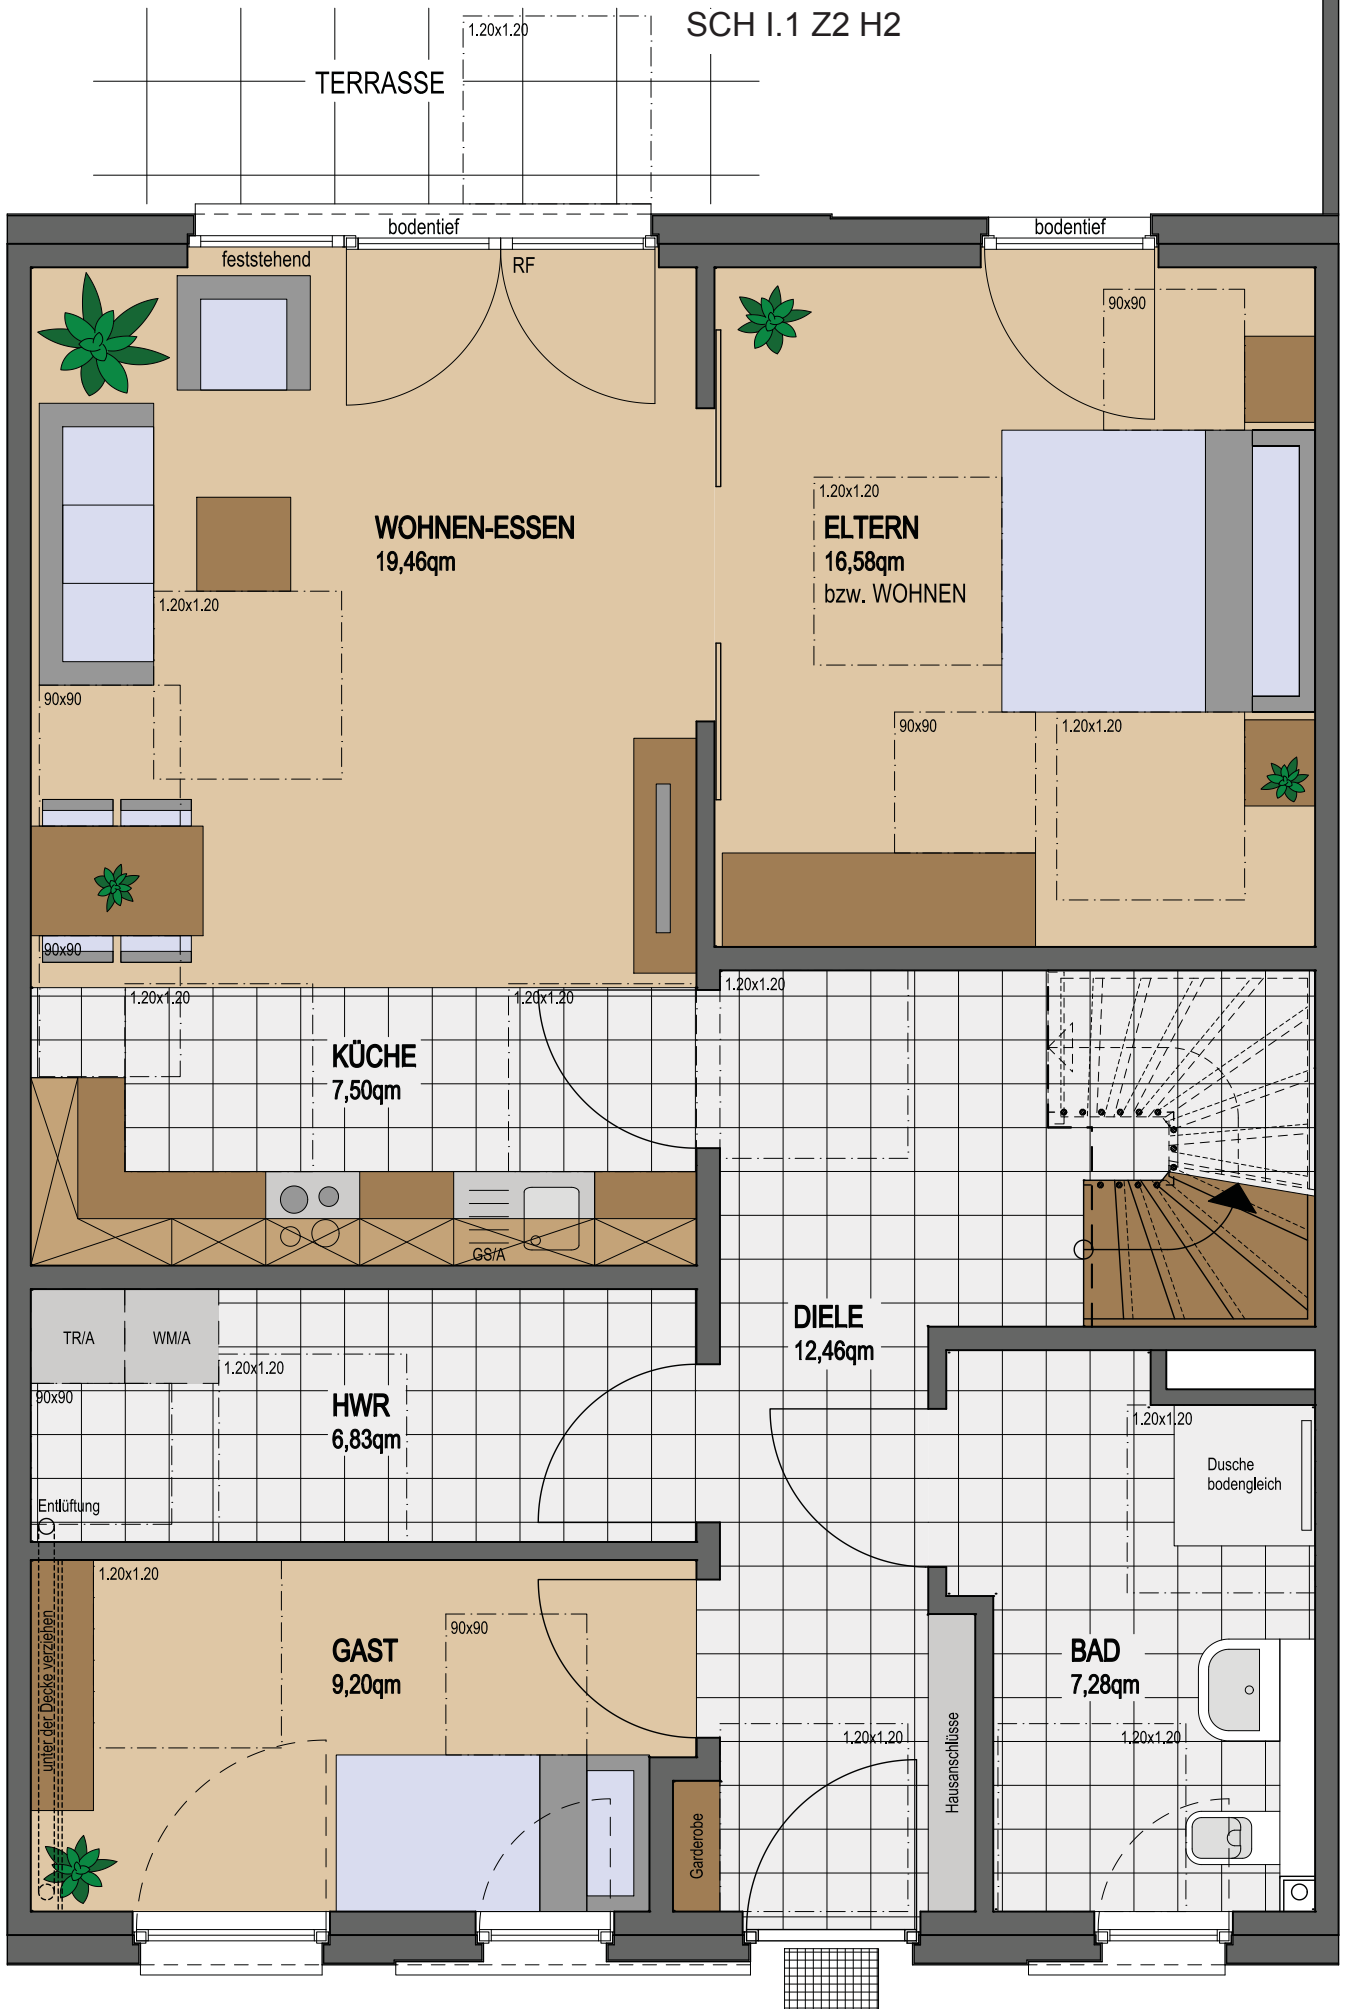 SCH I.1 Z2 H2
1.20x1.20
TERRASSE
bodentief
bodentief
feststehend
RF
90x90
1.20x1.20
WOHNEN-ESSEN
19,46qm
ELTERN
16,58qm
bzw. WOHNEN
1.20x1.20
90x90
90x90
1.20x1.20
90x90
1.20x1.20
1.20x1.20
1.20x1.20
KÜCHE
7,50qm
GS/A
DIELE
12,46qm
TR/A
WM/A
1.20x1.20
90x90
HWR
6,83qm
1.20x1.20
Dusche
bodengleich
Entlüftung
1.20x1.20
unter der Decke verziehen
90x90
GAST
9,20qm
BAD
7,28qm
1.20x1.20
1.20x1.20
Hausanschlüsse
Garderobe